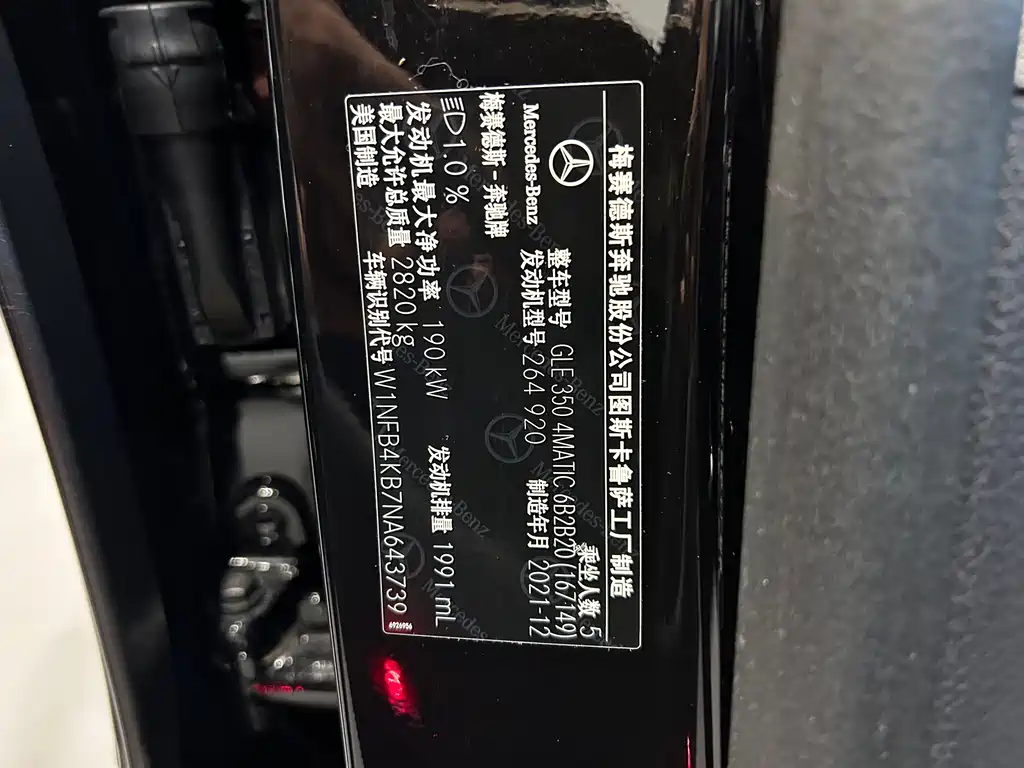 梅赛德斯奔驰股份公司图斯卡鲁萨工厂制造
乘坐人数 5
整车型号 GLE 350 4MATIC:6B2B20(167149)
Mercedes-Benz
发动机型号:264 920 制造年月 2021-12
梅赛德斯-奔驰牌
1.0 %
发动机最大净功率 190 kW 发动机排量 1991 mL
最大允许总质量 2820 kg
美国制造 车辆识别代号 W1NFB4KB7NA643739
6926956